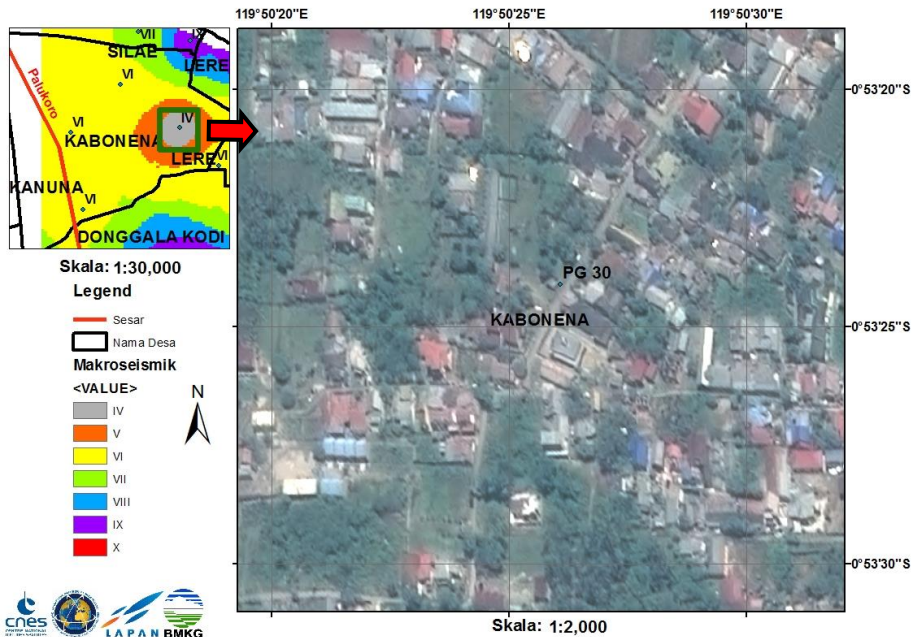 119°50'20"E 119°50'25"E 119°50'30"E
VII
IX
SILAE
LERE
VI
Palukoro
VI
IV
KABONENA
LERE
VI
KANUNA
VI
DONGGALA KODI
Skala: 1:30,000
Legend
Sesar
Nama Desa
Makroseismik
<VALUE>
IV
V
VI
VII
VIII
IX
X
N
cnes
LAPAN BMKG
PG 30
KABONENA
0°53'20"S
0°53'25"S
0°53'30"S
Skala: 1:2,000